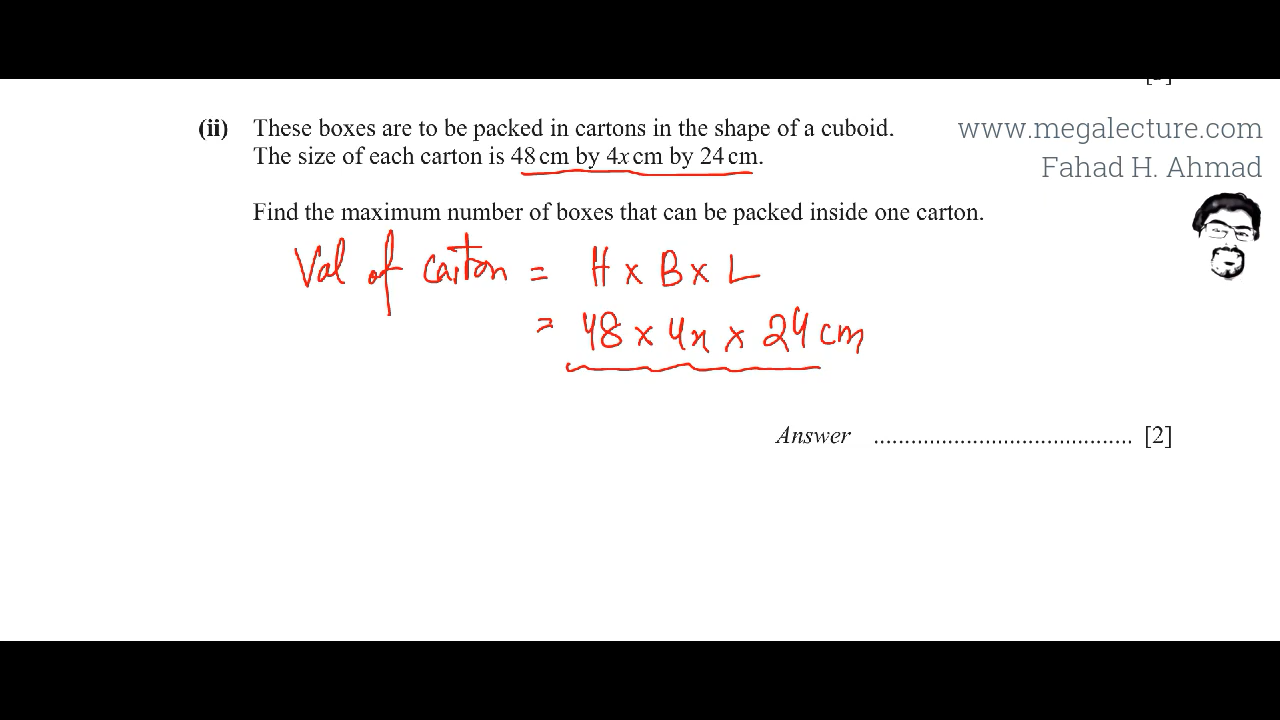 (ii) These boxes are to be packed in cartons in the shape of a cuboid.
The size of each carton is 48 cm by 4x cm by 24 cm.
www.megalecture.com
Fahad H. Ahmad
Find the maximum number of boxes that can be packed inside one carton.
Vol of carton = H x B x L
= 48 x 4x x 24 cm
Answer .......................................... [2]